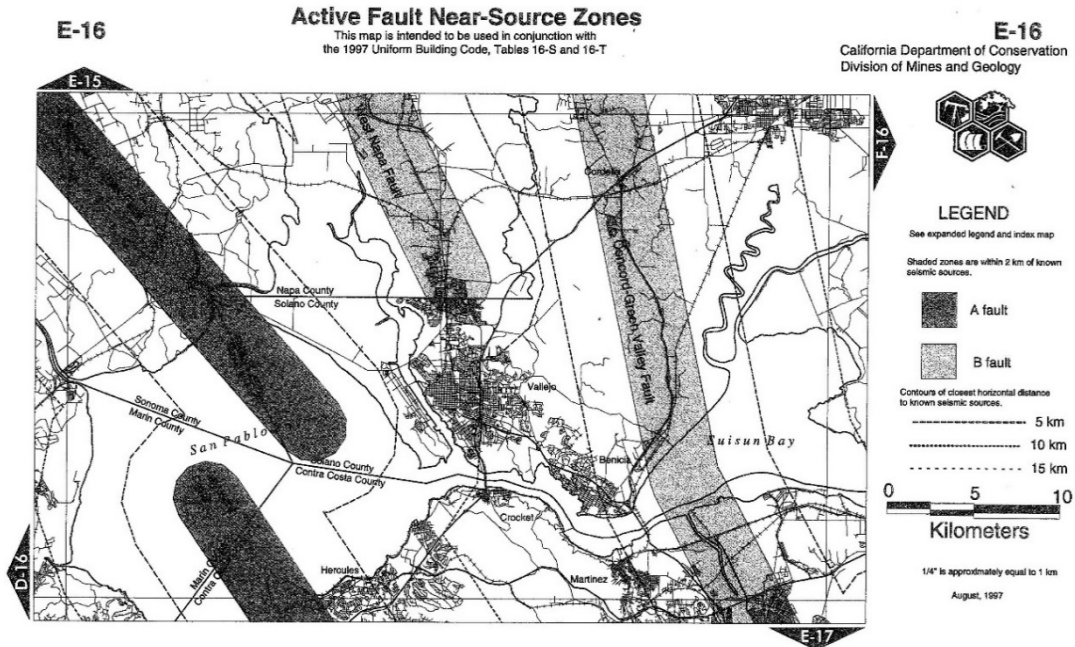 E-16
Active Fault Near-Source Zones
This map is intended to be used in conjunction with
the 1997 Uniform Building Code, Tables 16-S and 16-T
E-16
California Department of Conservation
Division of Mines and Geology
E-15
F-16
West Napa Fault
Cordelia
Concord-Green Valley Fault
Napa County
Solano County
Vallejo
Sonoma County
Marin County
San Pablo
Suisun Bay
Benicia
Solano County
Contra Costa County
Crocket
Hercules
Martinez
Marin
Contra
D-16
E-17
LEGEND
See expanded legend and index map
Shaded zones are within 2 km of known
seismic sources.
A fault
B fault
Contours of closest horizontal distance
to known seismic sources.
5 km
10 km
15 km
0 5 10
Kilometers
1/4" is approximately equal to 1 km
August, 1997